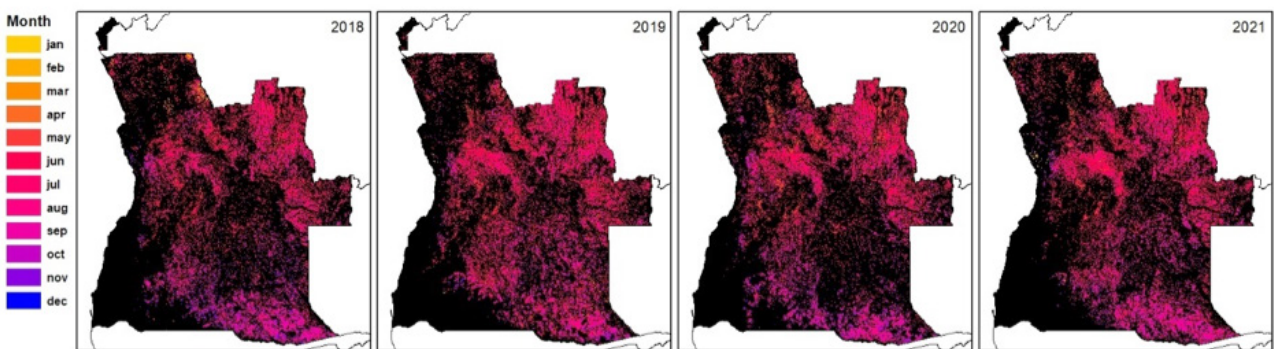 Month
jan
feb
mar
apr
may
jun
jul
aug
sep
oct
nov
dec
2018
2019
2020
2021